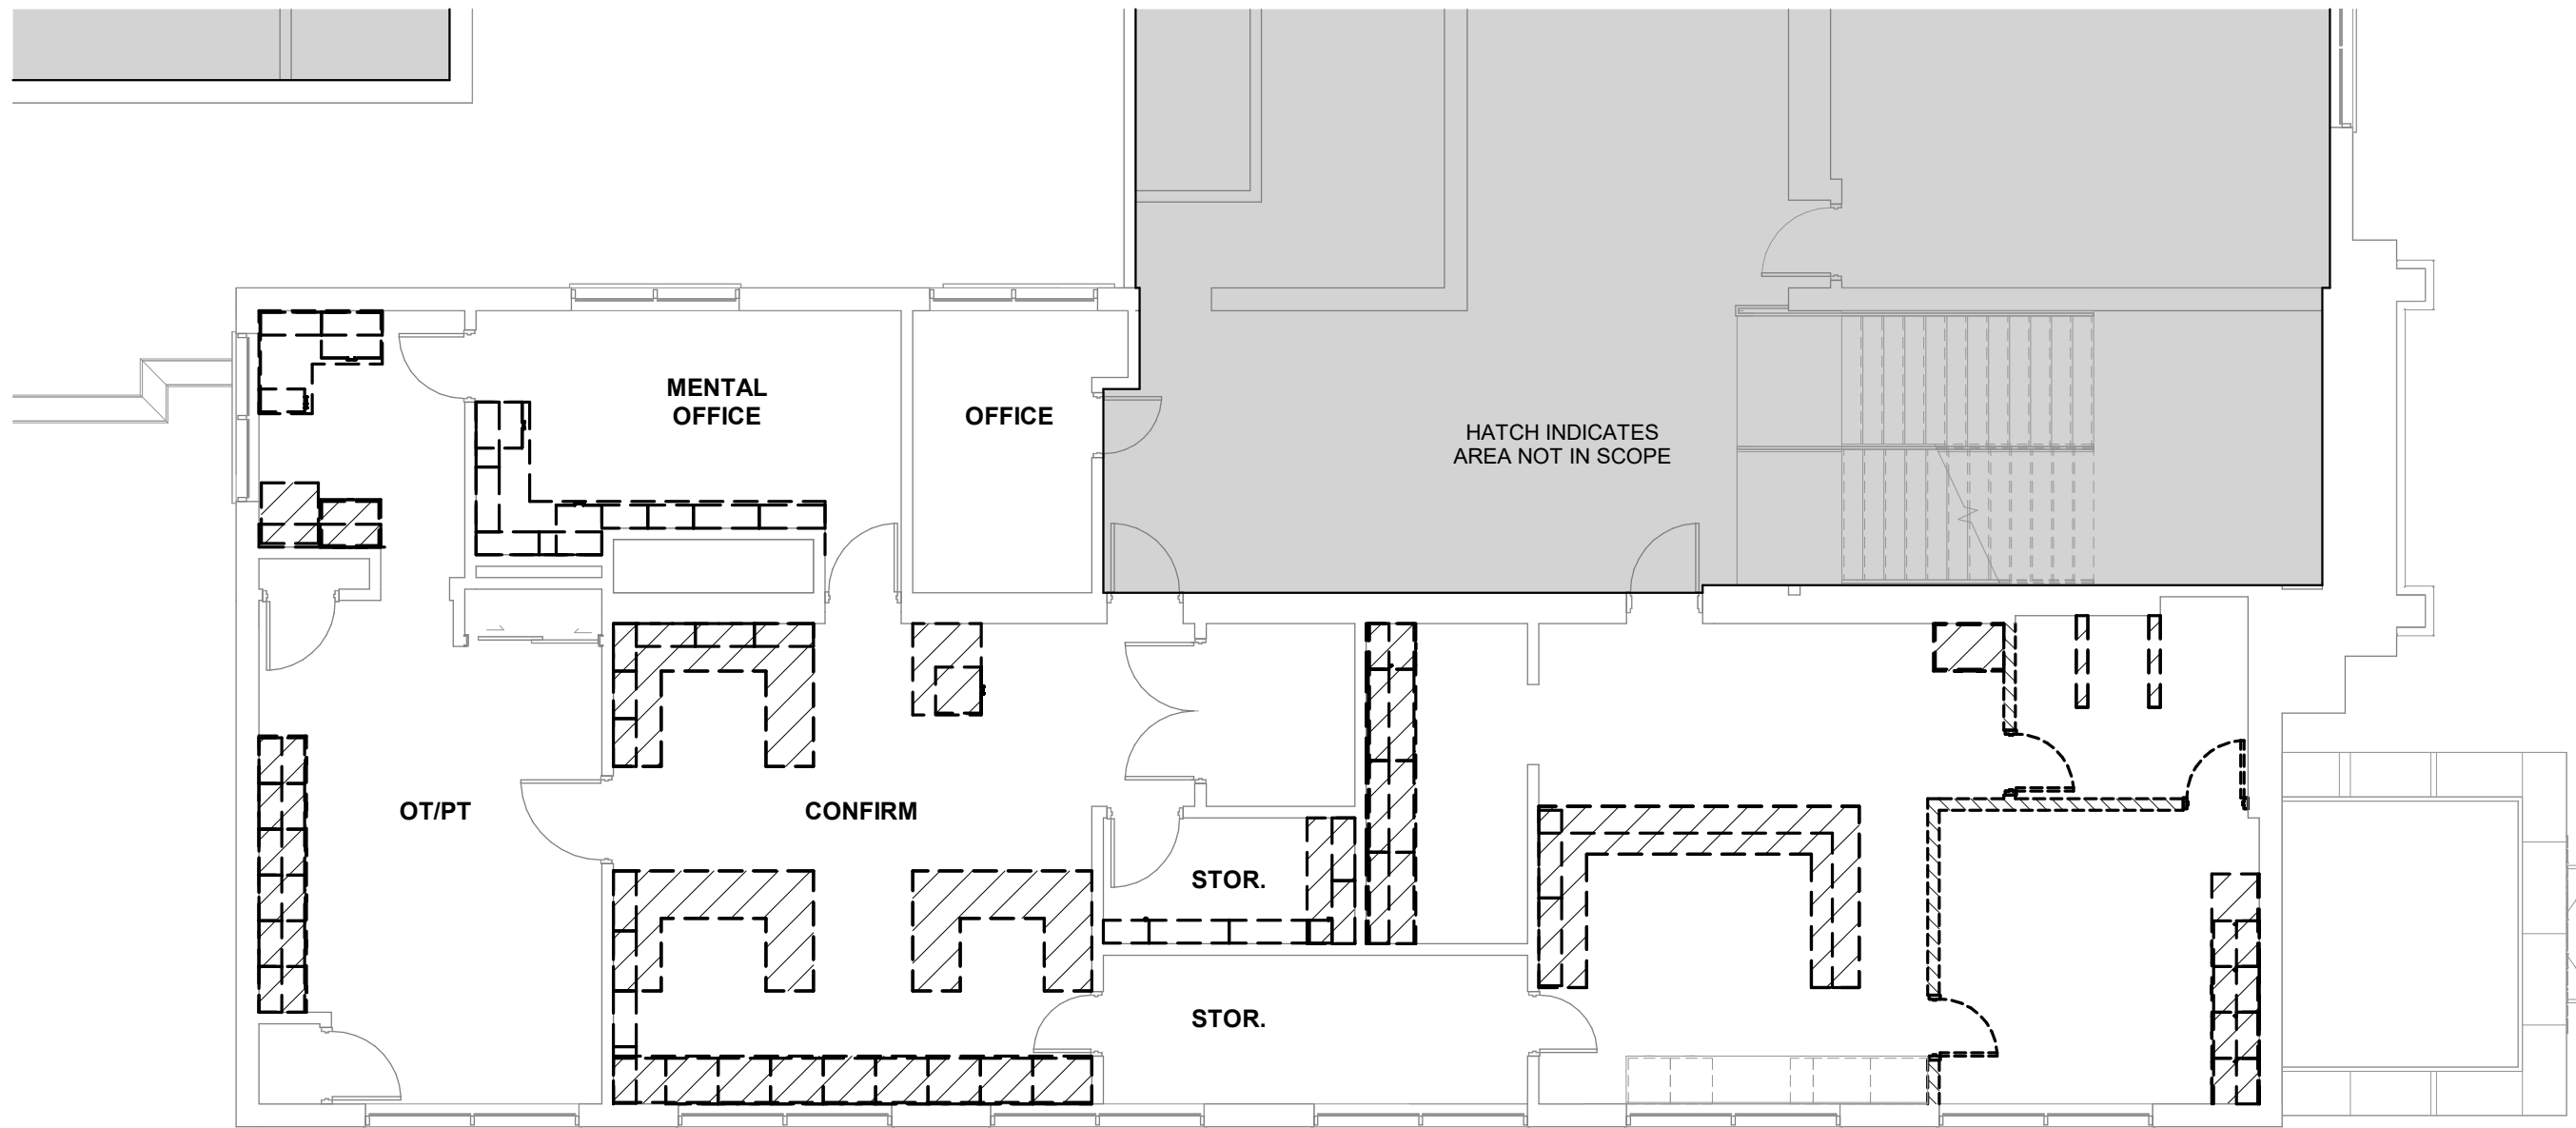 MENTAL
OFFICE
OFFICE
HATCH INDICATES
AREA NOT IN SCOPE
OT/PT
CONFIRM
STOR.
STOR.